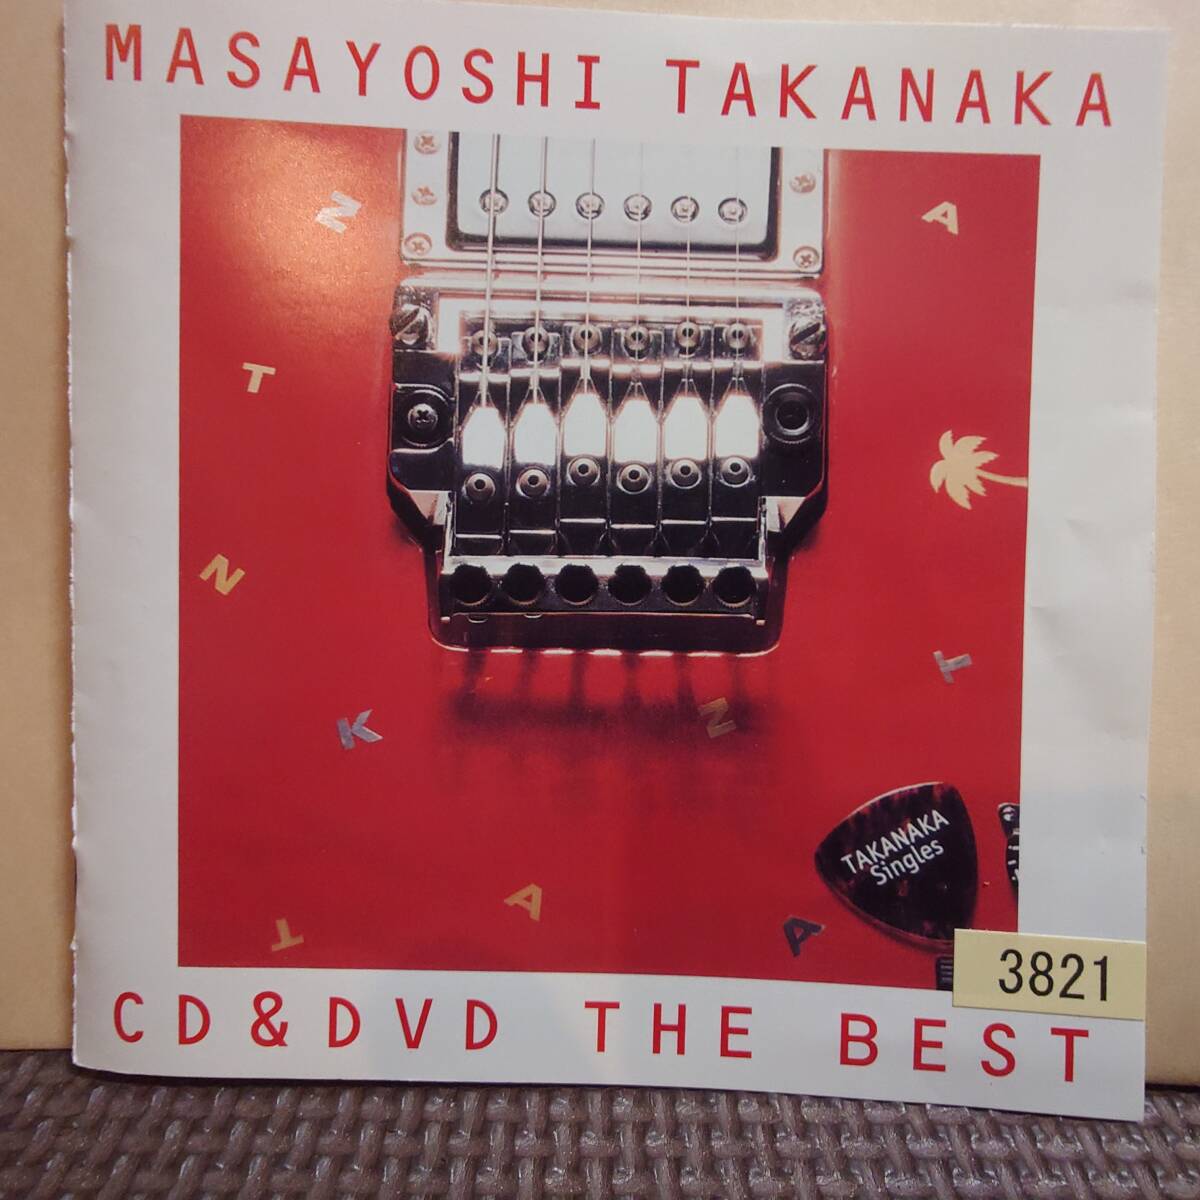 MASAYOSHI TAKANAKA
N
A
T
N
T
K
N
TAKANAKA
Singles
A
A
T
3821
CD&DVD THE BEST